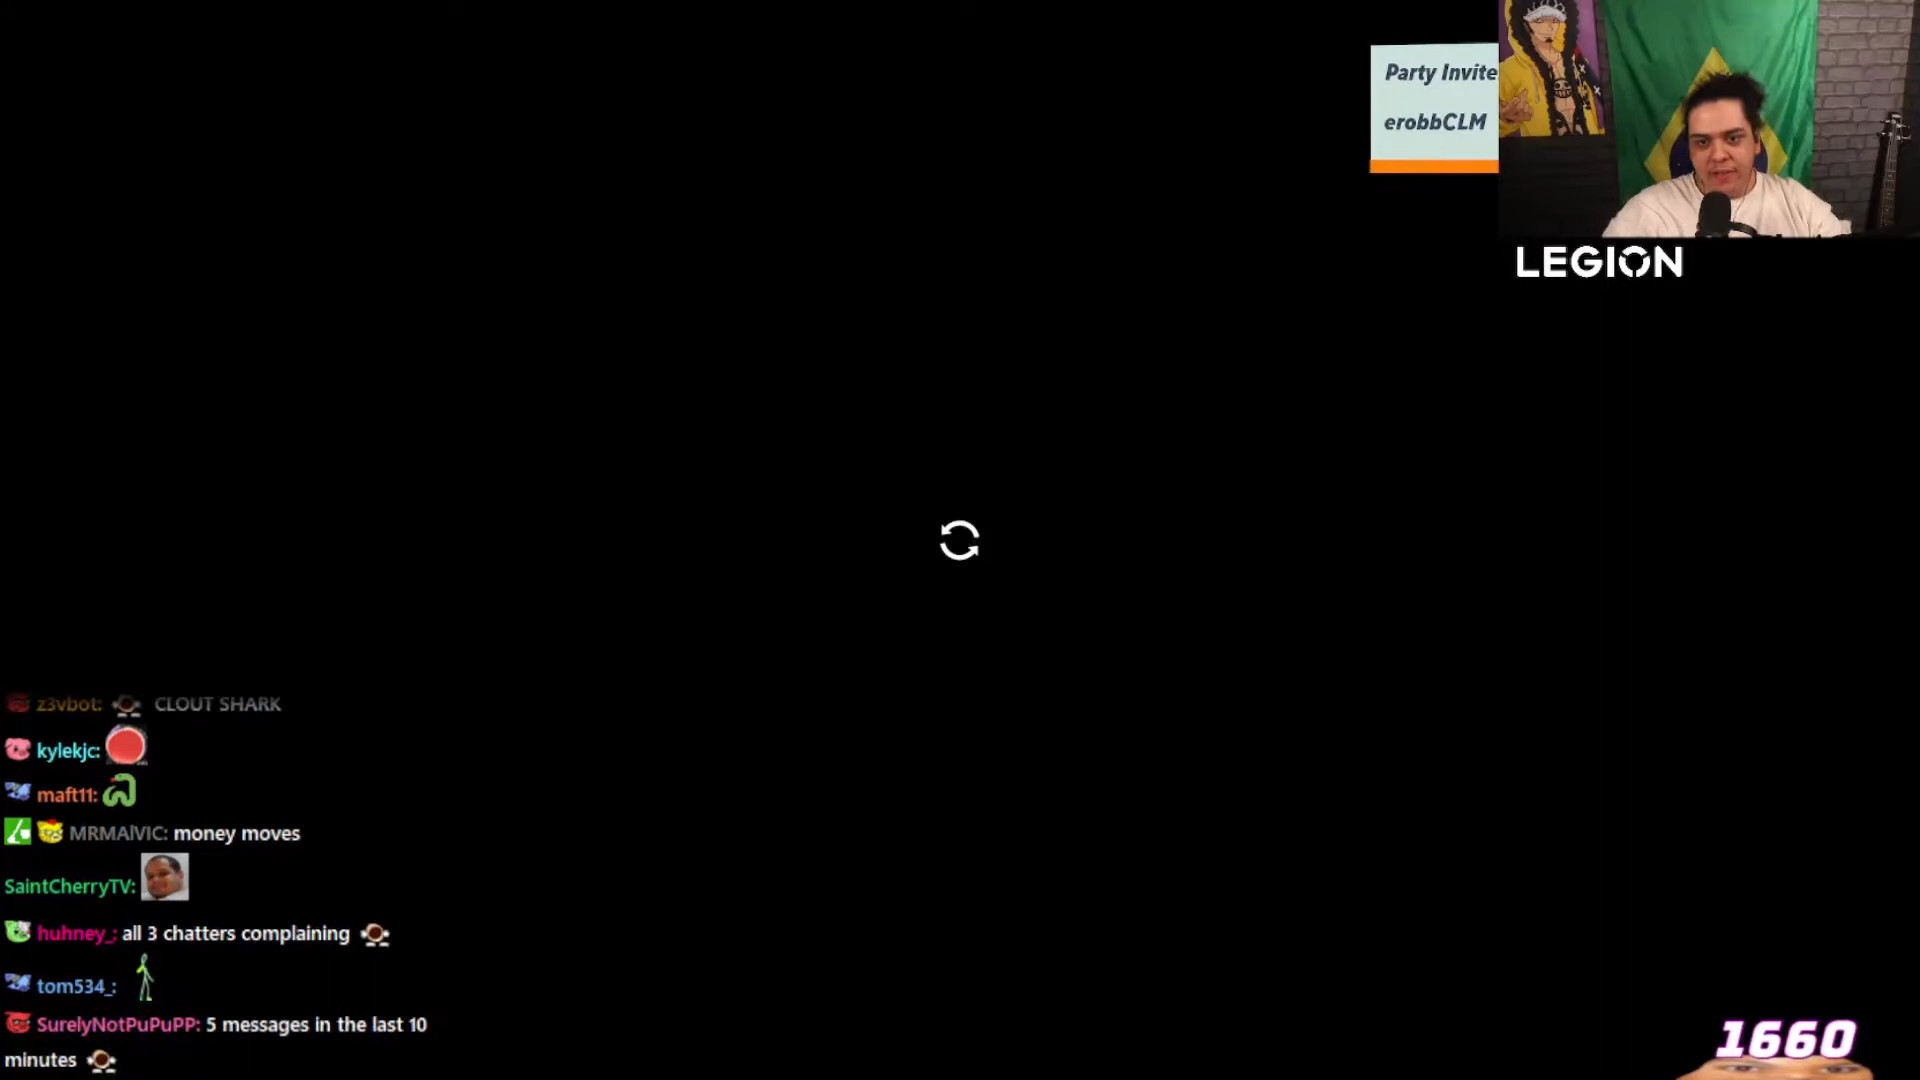 Party Invite
erobbCLM
LEGION
z3vbot: CLOUT SHARK
kylekjc:
maft11:
MRMAlVIC: money moves
SaintCherryTV:
huhney_: all 3 chatters complaining
tom534_:
SurelyNotPuPuPP: 5 messages in the last 10
minutes
1660